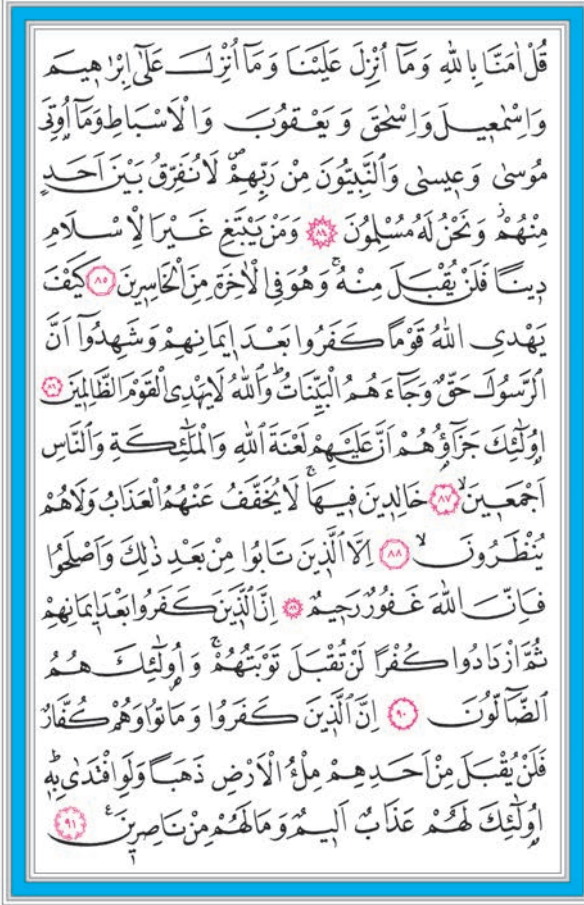 قُلْ اٰمَنَّا بِاللّٰهِ وَمَٓا اُنْزِلَ عَلَيْنَا وَمَٓا اُنْزِلَ عَلٰٓى اِبْرٰه۪يمَ
وَاِسْمٰع۪يلَ وَاِسْحٰقَ وَيَعْقُوبَ وَالْاَسْبَاطِ وَمَٓا اُو۫تِيَ
مُوسٰى وَع۪يسٰى وَالنَّبِيُّونَ مِنْ رَبِّهِمْۖ لَا نُفَرِّقُ بَيْنَ اَحَدٍ
مِنْهُمْۘ وَنَحْنُ لَهُ مُسْلِمُونَ ﴿٨٤﴾ وَمَنْ يَبْتَغِ غَيْرَ الْاِسْلَامِ
د۪ينًا فَلَنْ يُقْبَلَ مِنْهُۚ وَهُوَ فِي الْاٰخِرَةِ مِنَ الْخَاسِر۪ينَ ﴿٨٥﴾ كَيْفَ
يَهْدِي اللّٰهُ قَوْمًا كَفَرُوا بَعْدَ ا۪يمَانِهِمْ وَشَهِدُٓوا اَنَّ
الرَّسُولَ حَقٌّ وَجَٓاءَهُمُ الْبَيِّنَاتُۜ وَاللّٰهُ لَا يَهْدِي الْقَوْمَ الظَّالِم۪ينَ ﴿٨٦﴾
اُو۬لٰٓئِكَ جَزَٓاؤُ۬هُمْ اَنَّ عَلَيْهِمْ لَعْنَةَ اللّٰهِ وَالْمَلٰٓئِكَةِ وَالنَّاسِ
اَجْمَع۪ينَۙ ﴿٨٧﴾ خَالِد۪ينَ ف۪يهَاۚ لَا يُخَفَّفُ عَنْهُمُ الْعَذَابُ وَلَا هُمْ
يُنْظَرُونَۙ ﴿٨٨﴾ اِلَّا الَّذ۪ينَ تَابُوا مِنْ بَعْدِ ذٰلِكَ وَاَصْلَحُوا
فَاِنَّ اللّٰهَ غَفُورٌ رَح۪يمٌ ﴿٨٩﴾ اِنَّ الَّذ۪ينَ كَفَرُوا بَعْدَ ا۪يمَانِهِمْ
ثُمَّ ازْدَادُوا كُفْرًا لَنْ تُقْبَلَ تَوْبَتُهُمْۚ وَاُو۬لٰٓئِكَ هُمُ
الضَّٓالُّونَ ﴿٩٠﴾ اِنَّ الَّذ۪ينَ كَفَرُوا وَمَاتُوا وَهُمْ كُفَّارٌ
فَلَنْ يُقْبَلَ مِنْ اَحَدِهِمْ مِلْءُ الْاَرْضِ ذَهَبًا وَلَوِ افْتَدٰى بِه۪ۜ
اُو۬لٰٓئِكَ لَهُمْ عَذَابٌ اَل۪يمٌ وَمَا لَهُمْ مِنْ نَاصِر۪ينَ۟ ﴿٩١﴾